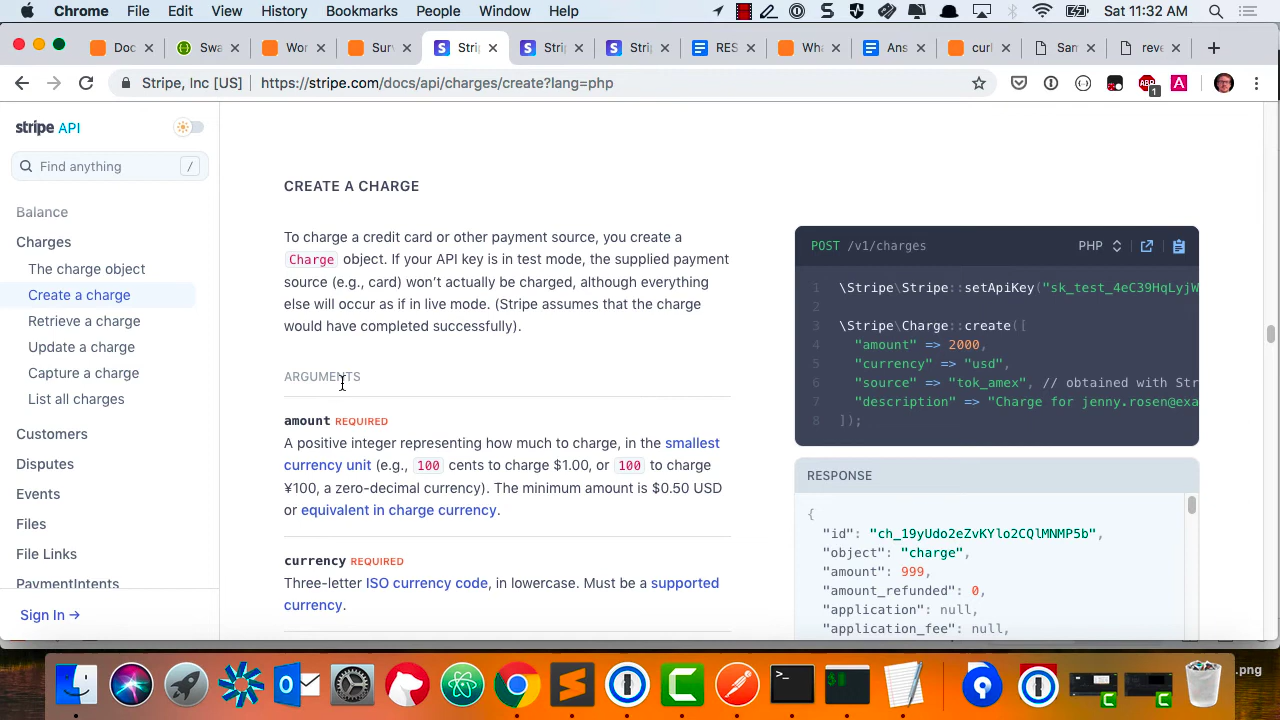 Chrome File Edit View History Bookmarks People Window Help
Sat 11:32 AM
Doc
Swa
Wor
Surv
Stri
Stri
Stri
RES
Wha
Ans
curl
San
reve
Stripe, Inc [US] https://stripe.com/docs/api/charges/create?lang=php
ABP
1
A
stripe API
Find anything /
Balance
Charges
The charge object
Create a charge
Retrieve a charge
Update a charge
Capture a charge
List all charges
Customers
Disputes
Events
Files
File Links
PaymentIntents
Sign In →
CREATE A CHARGE
To charge a credit card or other payment source, you create a
Charge object. If your API key is in test mode, the supplied payment
source (e.g., card) won't actually be charged, although everything
else will occur as if in live mode. (Stripe assumes that the charge
would have completed successfully).
ARGUMENTS
amount REQUIRED
A positive integer representing how much to charge, in the smallest
currency unit (e.g., 100 cents to charge $1.00, or 100 to charge
¥100, a zero-decimal currency). The minimum amount is $0.50 USD
or equivalent in charge currency.
currency REQUIRED
Three-letter ISO currency code, in lowercase. Must be a supported
currency.
POST /v1/charges PHP
1 \Stripe\Stripe::setApiKey("sk_test_4eC39HqLyjW
2
3 \Stripe\Charge::create([
4 "amount" => 2000,
5 "currency" => "usd",
6 "source" => "tok_amex", // obtained with Str
7 "description" => "Charge for jenny.rosen@exa
8 ]);
RESPONSE
{
"id": "ch_19yUdo2eZvKYlo2CQlMNMP5b",
"object": "charge",
"amount": 999,
"amount_refunded": 0,
"application": null,
"application_fee": null,
.png